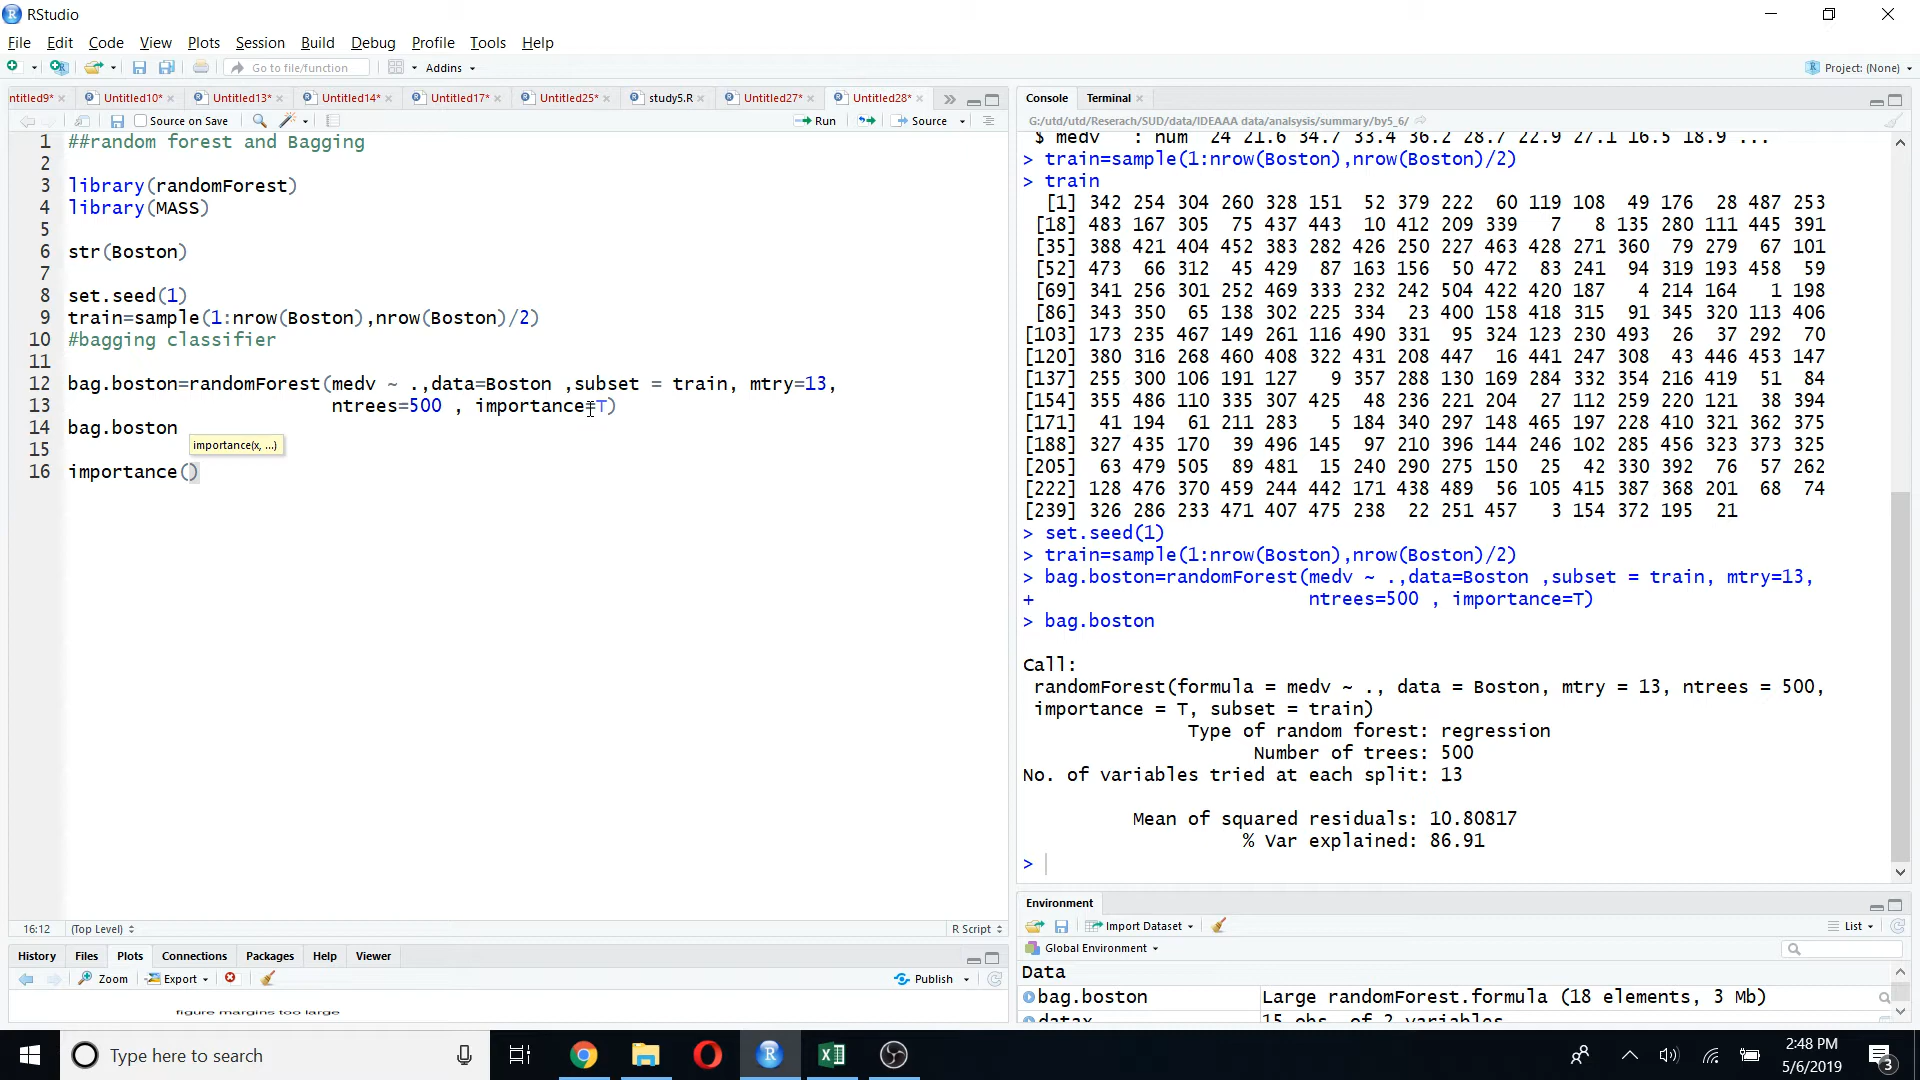 RStudio
File Edit Code View Plots Session Build Debug Profile Tools Help
Go to file/function Addins Project: (None)
ntitled9* Untitled10* Untitled13* Untitled14* Untitled17* Untitled25* study5.R Untitled27* Untitled28*
Source on Save Run Source
1 ##random forest and Bagging
2
3 library(randomForest)
4 library(MASS)
5
6 str(Boston)
7
8 set.seed(1)
9 train=sample(1:nrow(Boston),nrow(Boston)/2)
10 #bagging classifier
11
12 bag.boston=randomForest(medv ~ .,data=Boston ,subset = train, mtry=13,
13 ntrees=500 , importance=T)
14 bag.boston
importance(x, ...)
15
16 importance()
16:12 (Top Level) R Script
History Files Plots Connections Packages Help Viewer
Zoom Export Publish
figure margins too large
Console Terminal
G:/utd/utd/Reserach/SUD/data/IDEAAA data/analsysis/summary/by5_6/
$ medv : num 24 21.6 34.7 33.4 36.2 28.7 22.9 27.1 16.5 18.9 ...
> train=sample(1:nrow(Boston),nrow(Boston)/2)
> train
[1] 342 254 304 260 328 151 52 379 222 60 119 108 49 176 28 487 253
[18] 483 167 305 75 437 443 10 412 209 339 7 8 135 280 111 445 391
[35] 388 421 404 452 383 282 426 250 227 463 428 271 360 79 279 67 101
[52] 473 66 312 45 429 87 163 156 50 472 83 241 94 319 193 458 59
[69] 341 256 301 252 469 333 232 242 504 422 420 187 4 214 164 1 198
[86] 343 350 65 138 302 225 334 23 400 158 418 315 91 345 320 113 406
[103] 173 235 467 149 261 116 490 331 95 324 123 230 493 26 37 292 70
[120] 380 316 268 460 408 322 431 208 447 16 441 247 308 43 446 453 147
[137] 255 300 106 191 127 9 357 288 130 169 284 332 354 216 419 51 84
[154] 355 486 110 335 307 425 48 236 221 204 27 112 259 220 121 38 394
[171] 41 194 61 211 283 5 184 340 297 148 465 197 228 410 321 362 375
[188] 327 435 170 39 496 145 97 210 396 144 246 102 285 456 323 373 325
[205] 63 479 505 89 481 15 240 290 275 150 25 42 330 392 76 57 262
[222] 128 476 370 459 244 442 171 438 489 56 105 415 387 368 201 68 74
[239] 326 286 233 471 407 475 238 22 251 457 3 154 372 195 21
> set.seed(1)
> train=sample(1:nrow(Boston),nrow(Boston)/2)
> bag.boston=randomForest(medv ~ .,data=Boston ,subset = train, mtry=13,
+ ntrees=500 , importance=T)
> bag.boston
Call:
randomForest(formula = medv ~ ., data = Boston, mtry = 13, ntrees = 500,
importance = T, subset = train)
Type of random forest: regression
Number of trees: 500
No. of variables tried at each split: 13
Mean of squared residuals: 10.80817
% Var explained: 86.91
>
Environment
Import Dataset List
Global Environment
Data
bag.boston Large randomForest.formula (18 elements, 3 Mb)
datax 15 obs. of 2 variables
Type here to search
2:48 PM
5/6/2019
3